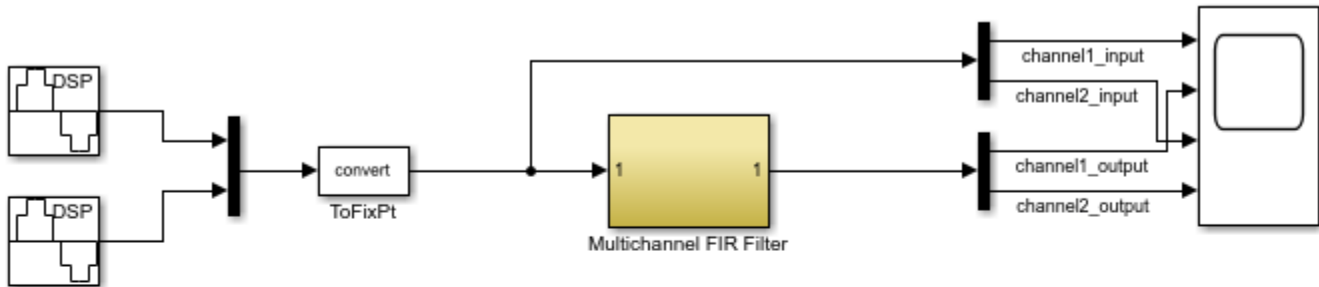 DSP
DSP
convert
ToFixPt
1
1
Multichannel FIR Filter
channel1_input
channel2_input
channel1_output
channel2_output